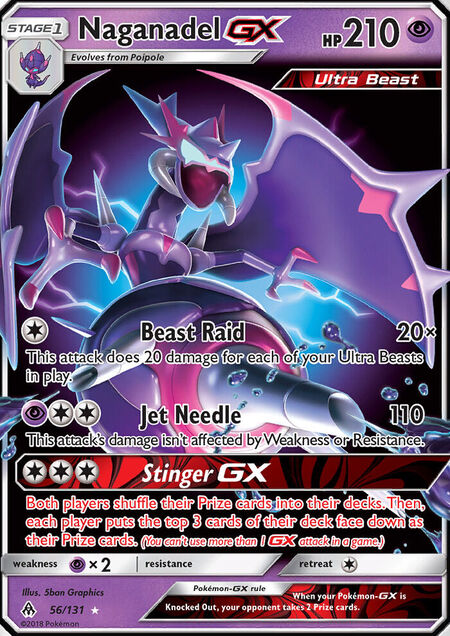 STAGE 1 Naganadel GX HP 210
Evolves from Poipole
Ultra Beast
Beast Raid 20×
This attack does 20 damage for each of your Ultra Beasts
in play.
Jet Needle 110
This attack's damage isn't affected by Weakness or Resistance.
Stinger GX
Both players shuffle their Prize cards into their decks. Then,
each player puts the top 3 cards of their deck face down as
their Prize cards. (You can't use more than 1 GX attack in a game.)
weakness ×2 resistance retreat
Illus. 5ban Graphics
56/131
©2018 Pokémon
Pokémon-GX rule
When your Pokémon-GX is
Knocked Out, your opponent takes 2 Prize cards.